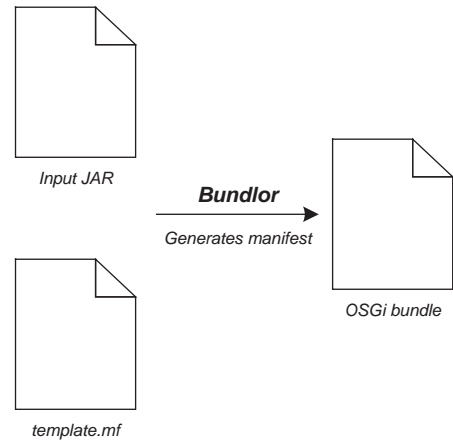 Input JAR
Bundlor
Generates manifest
OSGi bundle
template.mf